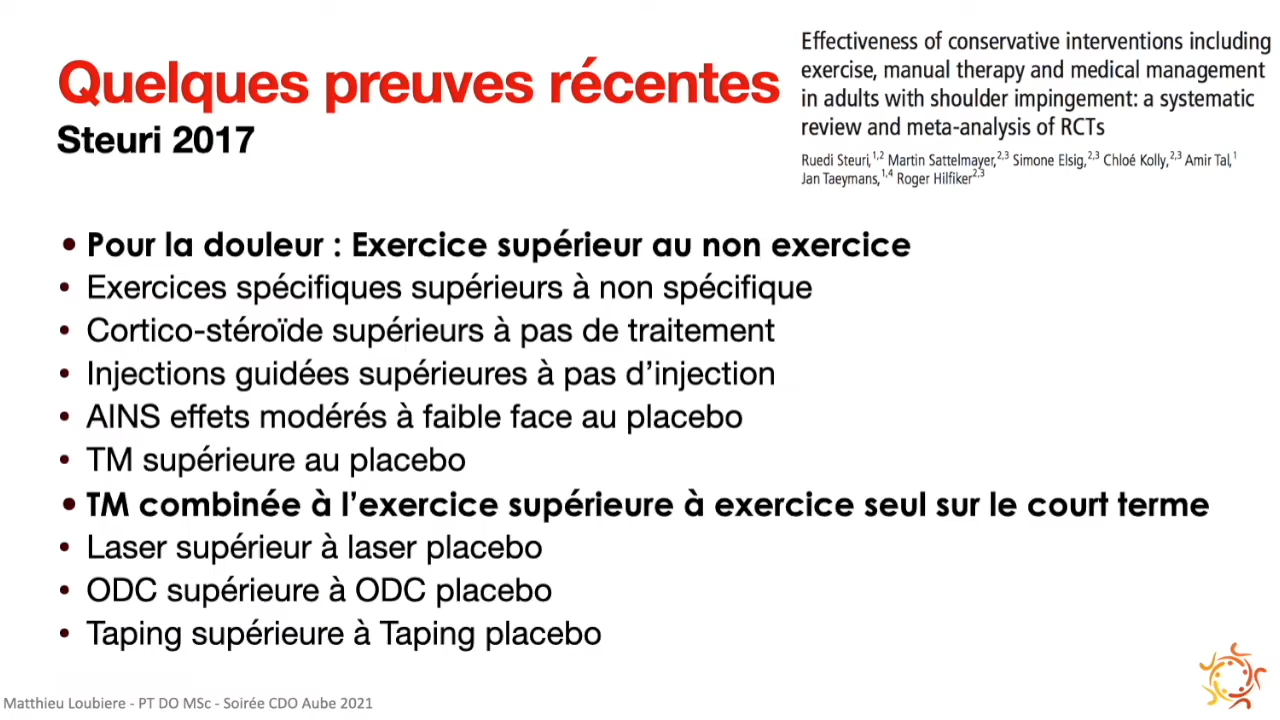 Quelques preuves récentes
Steuri 2017
Effectiveness of conservative interventions including
exercise, manual therapy and medical management
in adults with shoulder impingement: a systematic
review and meta-analysis of RCTs
Ruedi Steuri,1,2 Martin Sattelmayer,2,3 Simone Elsig,2,3 Chloé Kolly,2,3 Amir Tal,1
Jan Taeymans,1,4 Roger Hilfiker2,3
• Pour la douleur : Exercice supérieur au non exercice
• Exercices spécifiques supérieurs à non spécifique
• Cortico-stéroïde supérieurs à pas de traitement
• Injections guidées supérieures à pas d’injection
• AINS effets modérés à faible face au placebo
• TM supérieure au placebo
• TM combinée à l’exercice supérieure à exercice seul sur le court terme
• Laser supérieur à laser placebo
• ODC supérieure à ODC placebo
• Taping supérieure à Taping placebo
Matthieu Loubiere - PT DO MSc - Soirée CDO Aube 2021